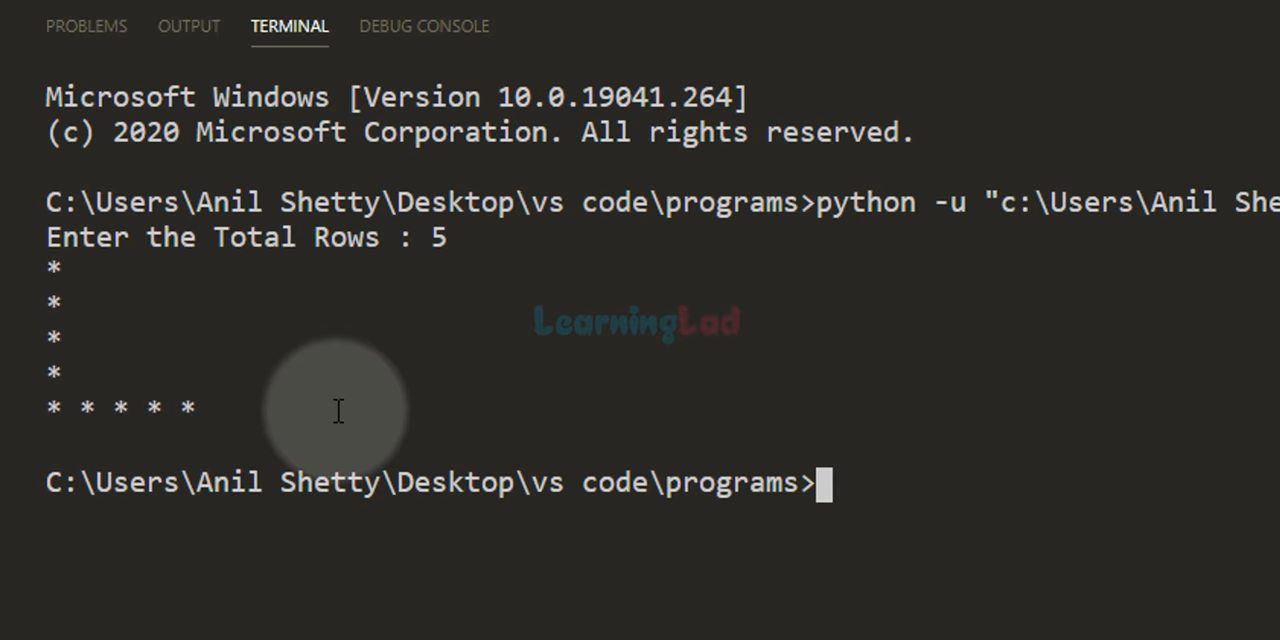 PROBLEMS OUTPUT TERMINAL DEBUG CONSOLE
Microsoft Windows [Version 10.0.19041.264]
(c) 2020 Microsoft Corporation. All rights reserved.
C:\Users\Anil Shetty\Desktop\vs code\programs>python -u "c:\Users\Anil She
Enter the Total Rows : 5
*
*
*
*
* * * * *
LearningLad
C:\Users\Anil Shetty\Desktop\vs code\programs>